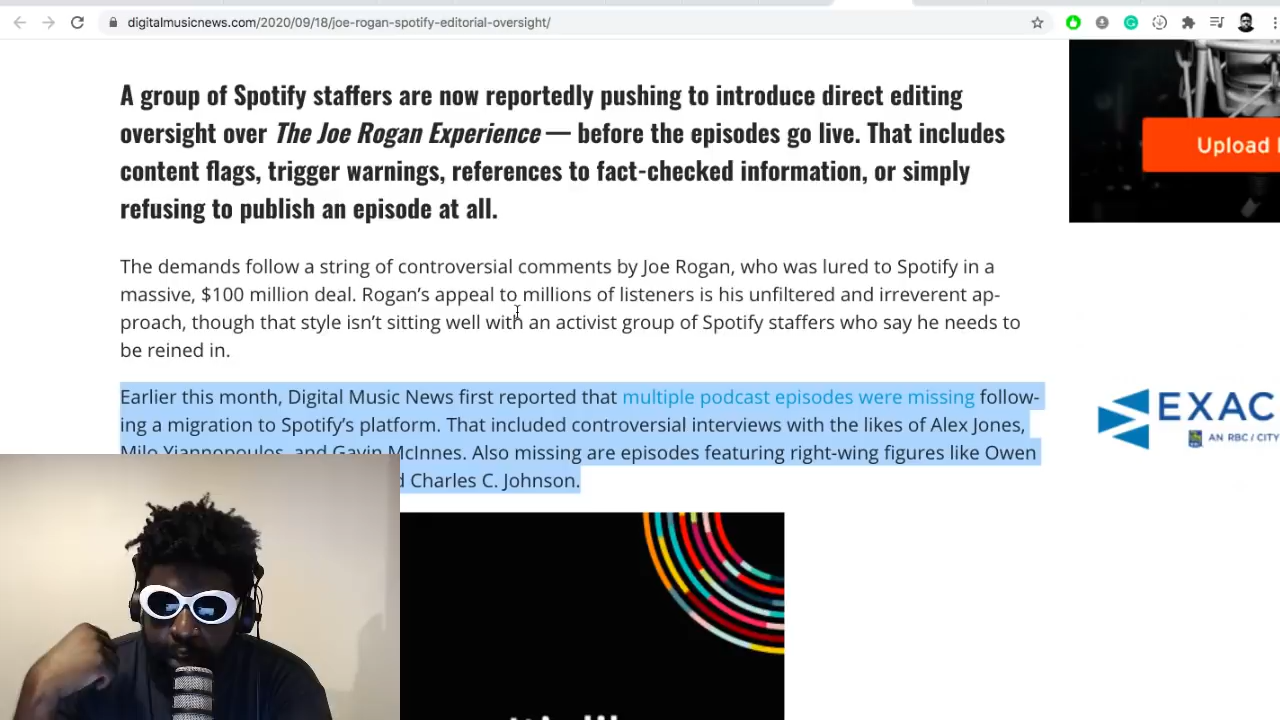 digitalmusicnews.com/2020/09/18/joe-rogan-spotify-editorial-oversight/
A group of Spotify staffers are now reportedly pushing to introduce direct editing
oversight over The Joe Rogan Experience — before the episodes go live. That includes
content flags, trigger warnings, references to fact-checked information, or simply
refusing to publish an episode at all.
Upload
The demands follow a string of controversial comments by Joe Rogan, who was lured to Spotify in a
massive, $100 million deal. Rogan's appeal to millions of listeners is his unfiltered and irreverent ap-
proach, though that style isn't sitting well with an activist group of Spotify staffers who say he needs to
be reined in.
Earlier this month, Digital Music News first reported that multiple podcast episodes were missing follow-
ing a migration to Spotify's platform. That included controversial interviews with the likes of Alex Jones,
Milo Yiannopoulos, and Gavin McInnes. Also missing are episodes featuring right-wing figures like Owen
d Charles C. Johnson.
EXAC
AN RBC / CITY